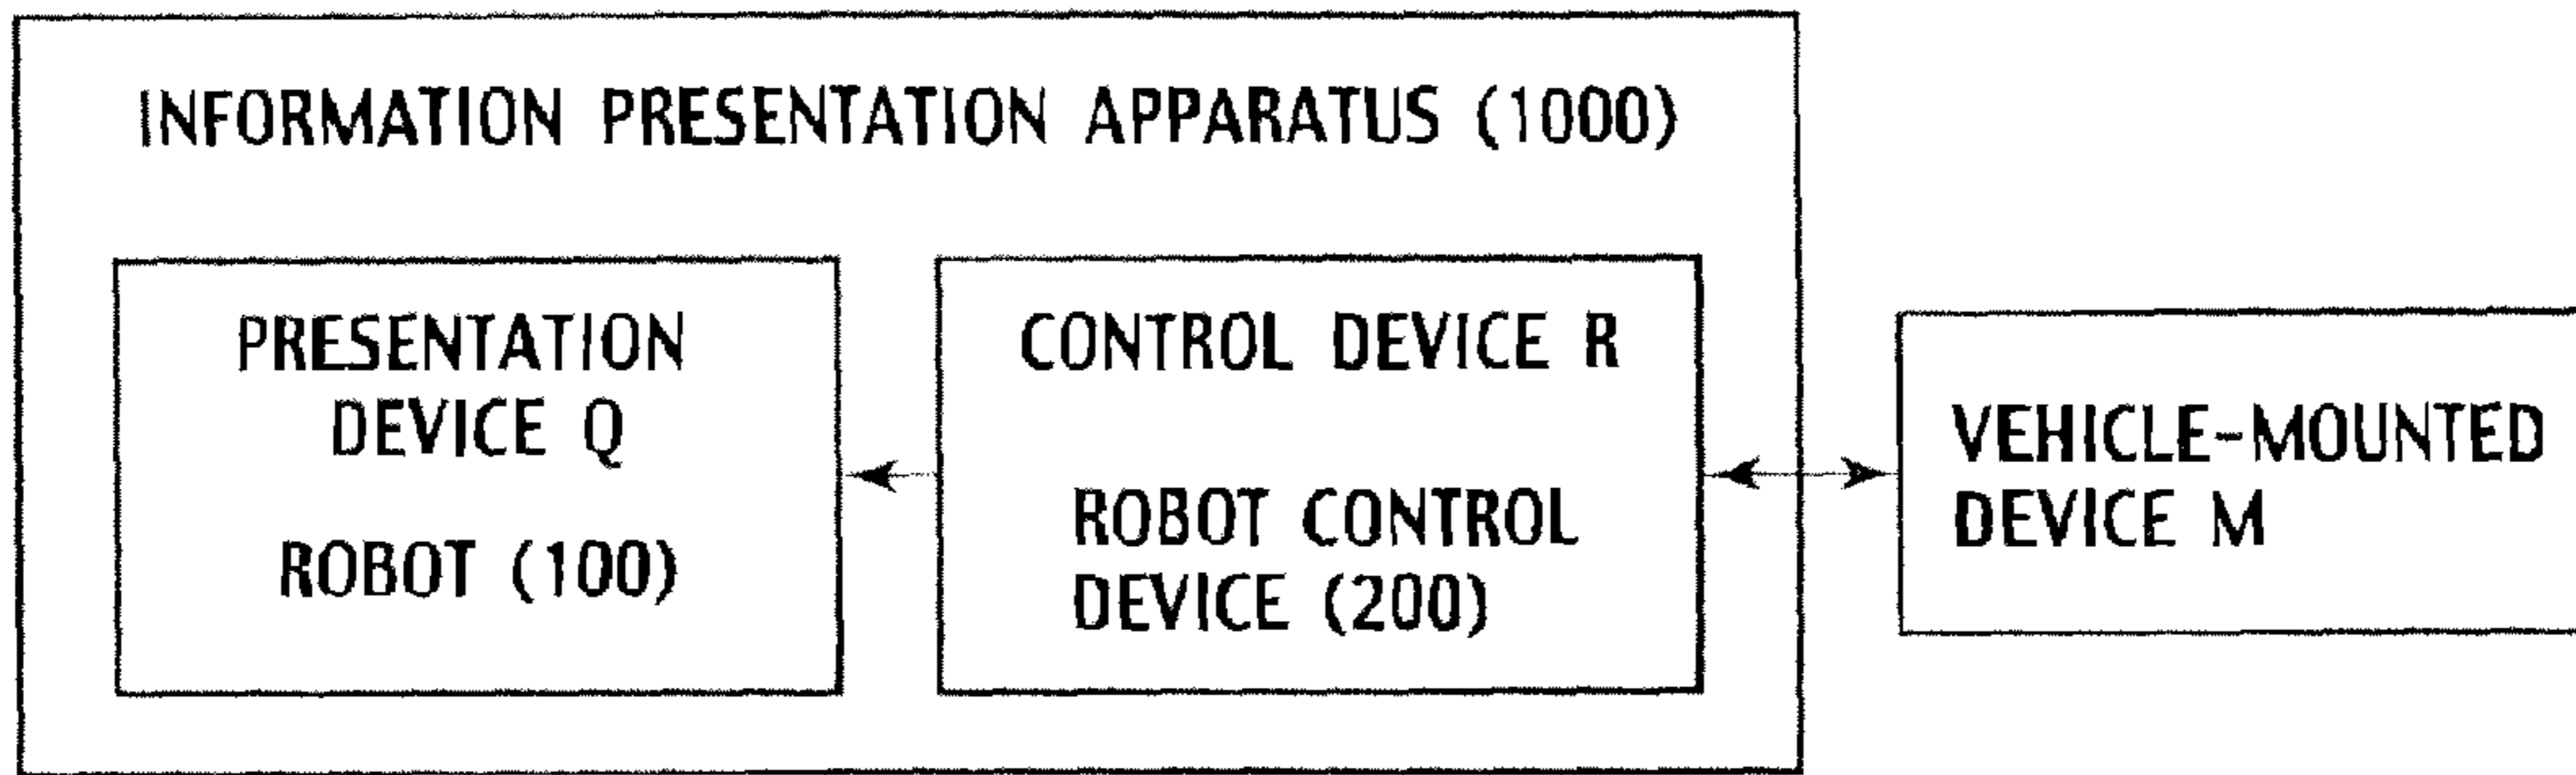 INFORMATION PRESENTATION APPARATUS (1000)
PRESENTATION
DEVICE Q
ROBOT (100)
CONTROL DEVICE R
ROBOT CONTROL
DEVICE (200)
VEHICLE-MOUNTED
DEVICE M